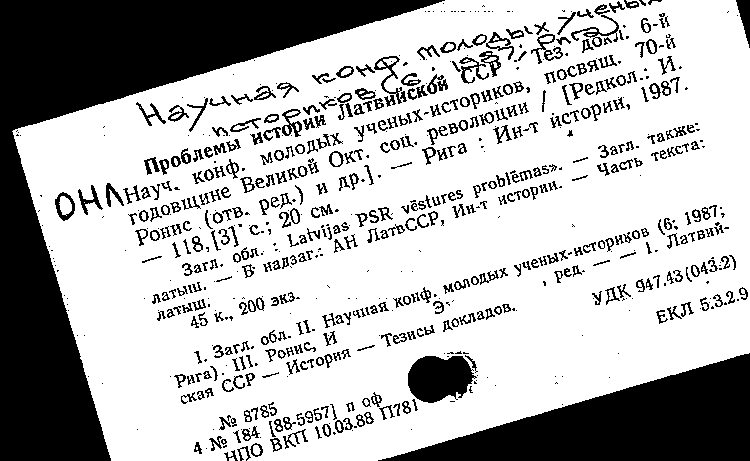 Научная конф. молодых ученых
историков (6; 1987; Рига)
ОНЛ
Проблемы истории Латвийской ССР : Тез. докл. 6-й
Науч. конф. молодых ученых-историков, посвящ. 70-й
годовщине Великой Окт. соц. революции / [Редкол.: И.
Ронис (отв. ред.) и др.]. — Рига : Ин-т истории, 1987.
— 118,[3] с.; 20 см.
Загл. обл. : Latvijas PSR vēstures problēmas». — Загл. также:
латыш. — В надзаг.: АН ЛатвССР, Ин-т истории. — Часть текста:
латыш.
45 к., 200 экз.
I. Загл. обл. II. Научная конф. молодых ученых-историков (6; 1987;
Рига). III. Ронис, И Э. , ред. — — 1. Латвий-
ская ССР — История — Тезисы докладов.
УДК 947.43(043.2)
ЕКЛ 5.3.2.9
№ 8785
4 № 184 [88-5957] п оф
НПО ВКП 10.03.88 П781